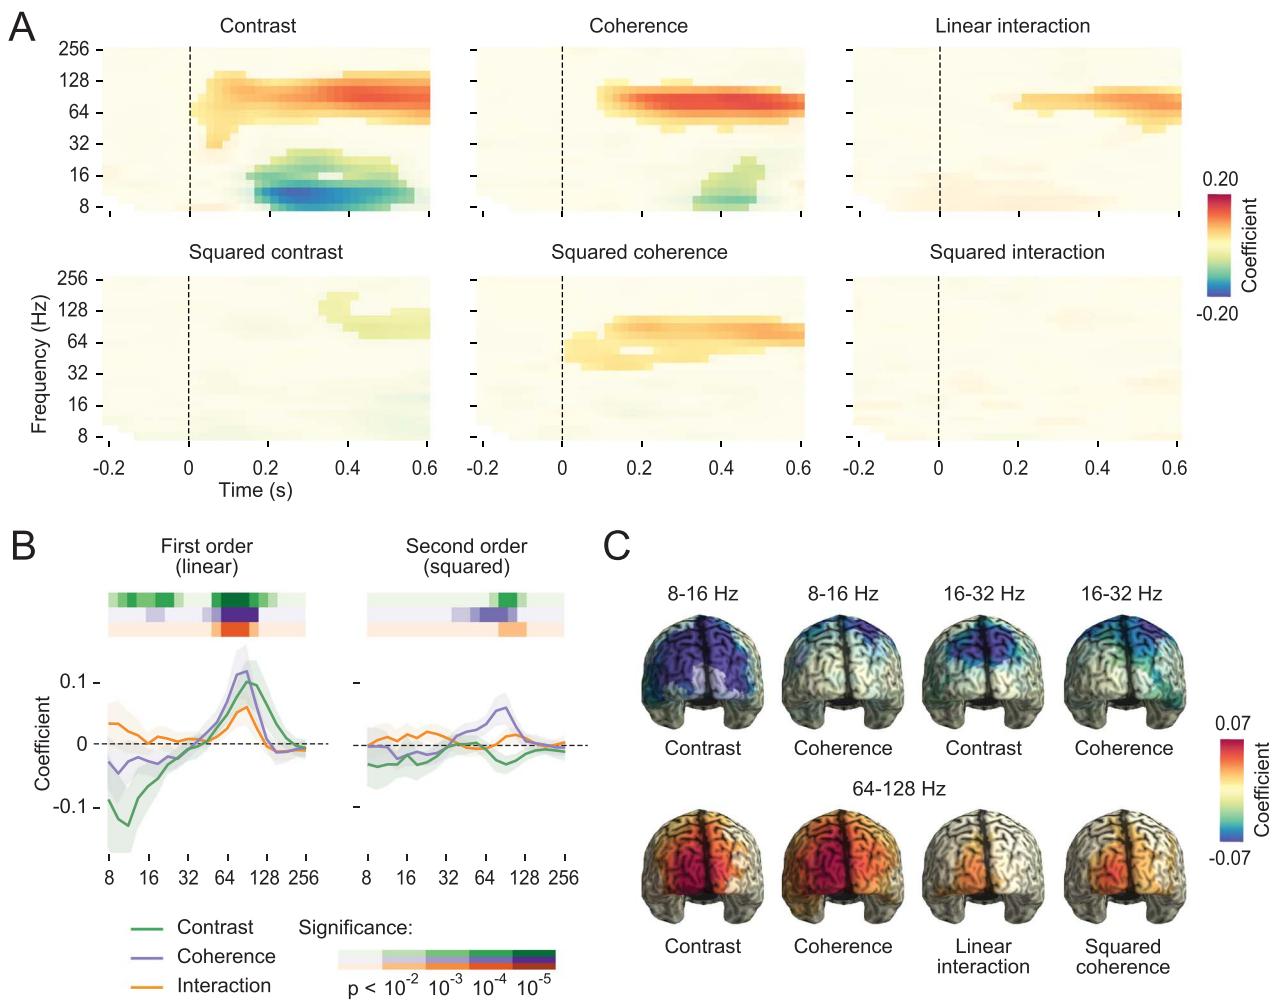 A
Contrast
Coherence
Linear interaction
256
128
64
32
16
8
0.20
Coefficient
-0.20
Squared contrast
Squared coherence
Squared interaction
Frequency (Hz)
256
128
64
32
16
8
-0.2 0 0.2 0.4 0.6
-0.2 0 0.2 0.4 0.6
-0.2 0 0.2 0.4 0.6
Time (s)
B
First order
(linear)
Second order
(squared)
Coefficient
0.1
0
-0.1
8 16 32 64 128 256
8 16 32 64 128 256
Contrast
Coherence
Interaction
Significance:
p < 10-2 10-3 10-4 10-5
C
8-16 Hz 8-16 Hz 16-32 Hz 16-32 Hz
Contrast Coherence Contrast Coherence
64-128 Hz
0.07
Coefficient
-0.07
Contrast
Coherence
Linear
interaction
Squared
coherence